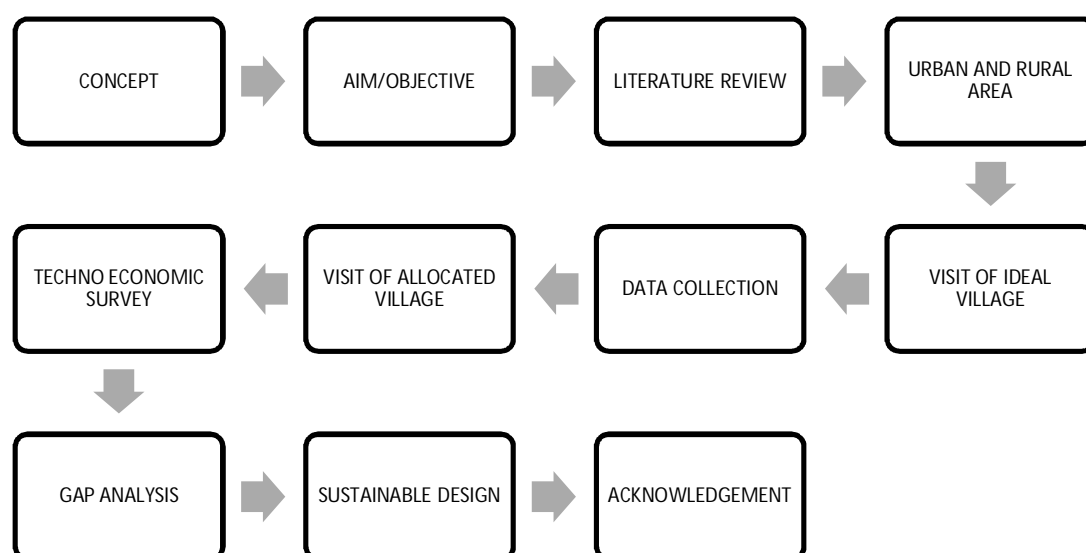 CONCEPT
AIM/OBJECTIVE
LITERATURE REVIEW
URBAN AND RURAL
AREA
VISIT OF IDEAL
VILLAGE
DATA COLLECTION
VISIT OF ALLOCATED
VILLAGE
TECHNO ECONOMIC
SURVEY
GAP ANALYSIS
SUSTAINABLE DESIGN
ACKNOWLEDGEMENT